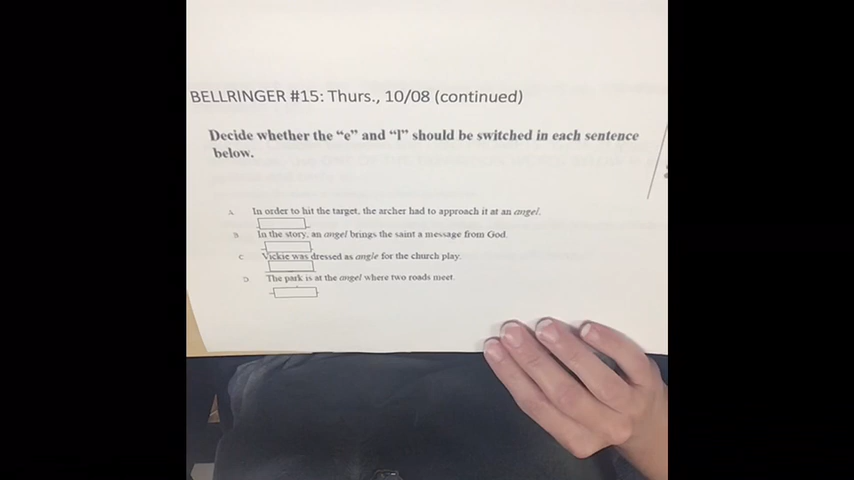 BELLRINGER #15: Thurs., 10/08 (continued)
Decide whether the “e” and “l” should be switched in each sentence
below.
A In order to hit the target, the archer had to approach it at an angel.
B In the story, an angel brings the saint a message from God.
C Vickie was dressed as angle for the church play.
D The park is at the angel where two roads meet.